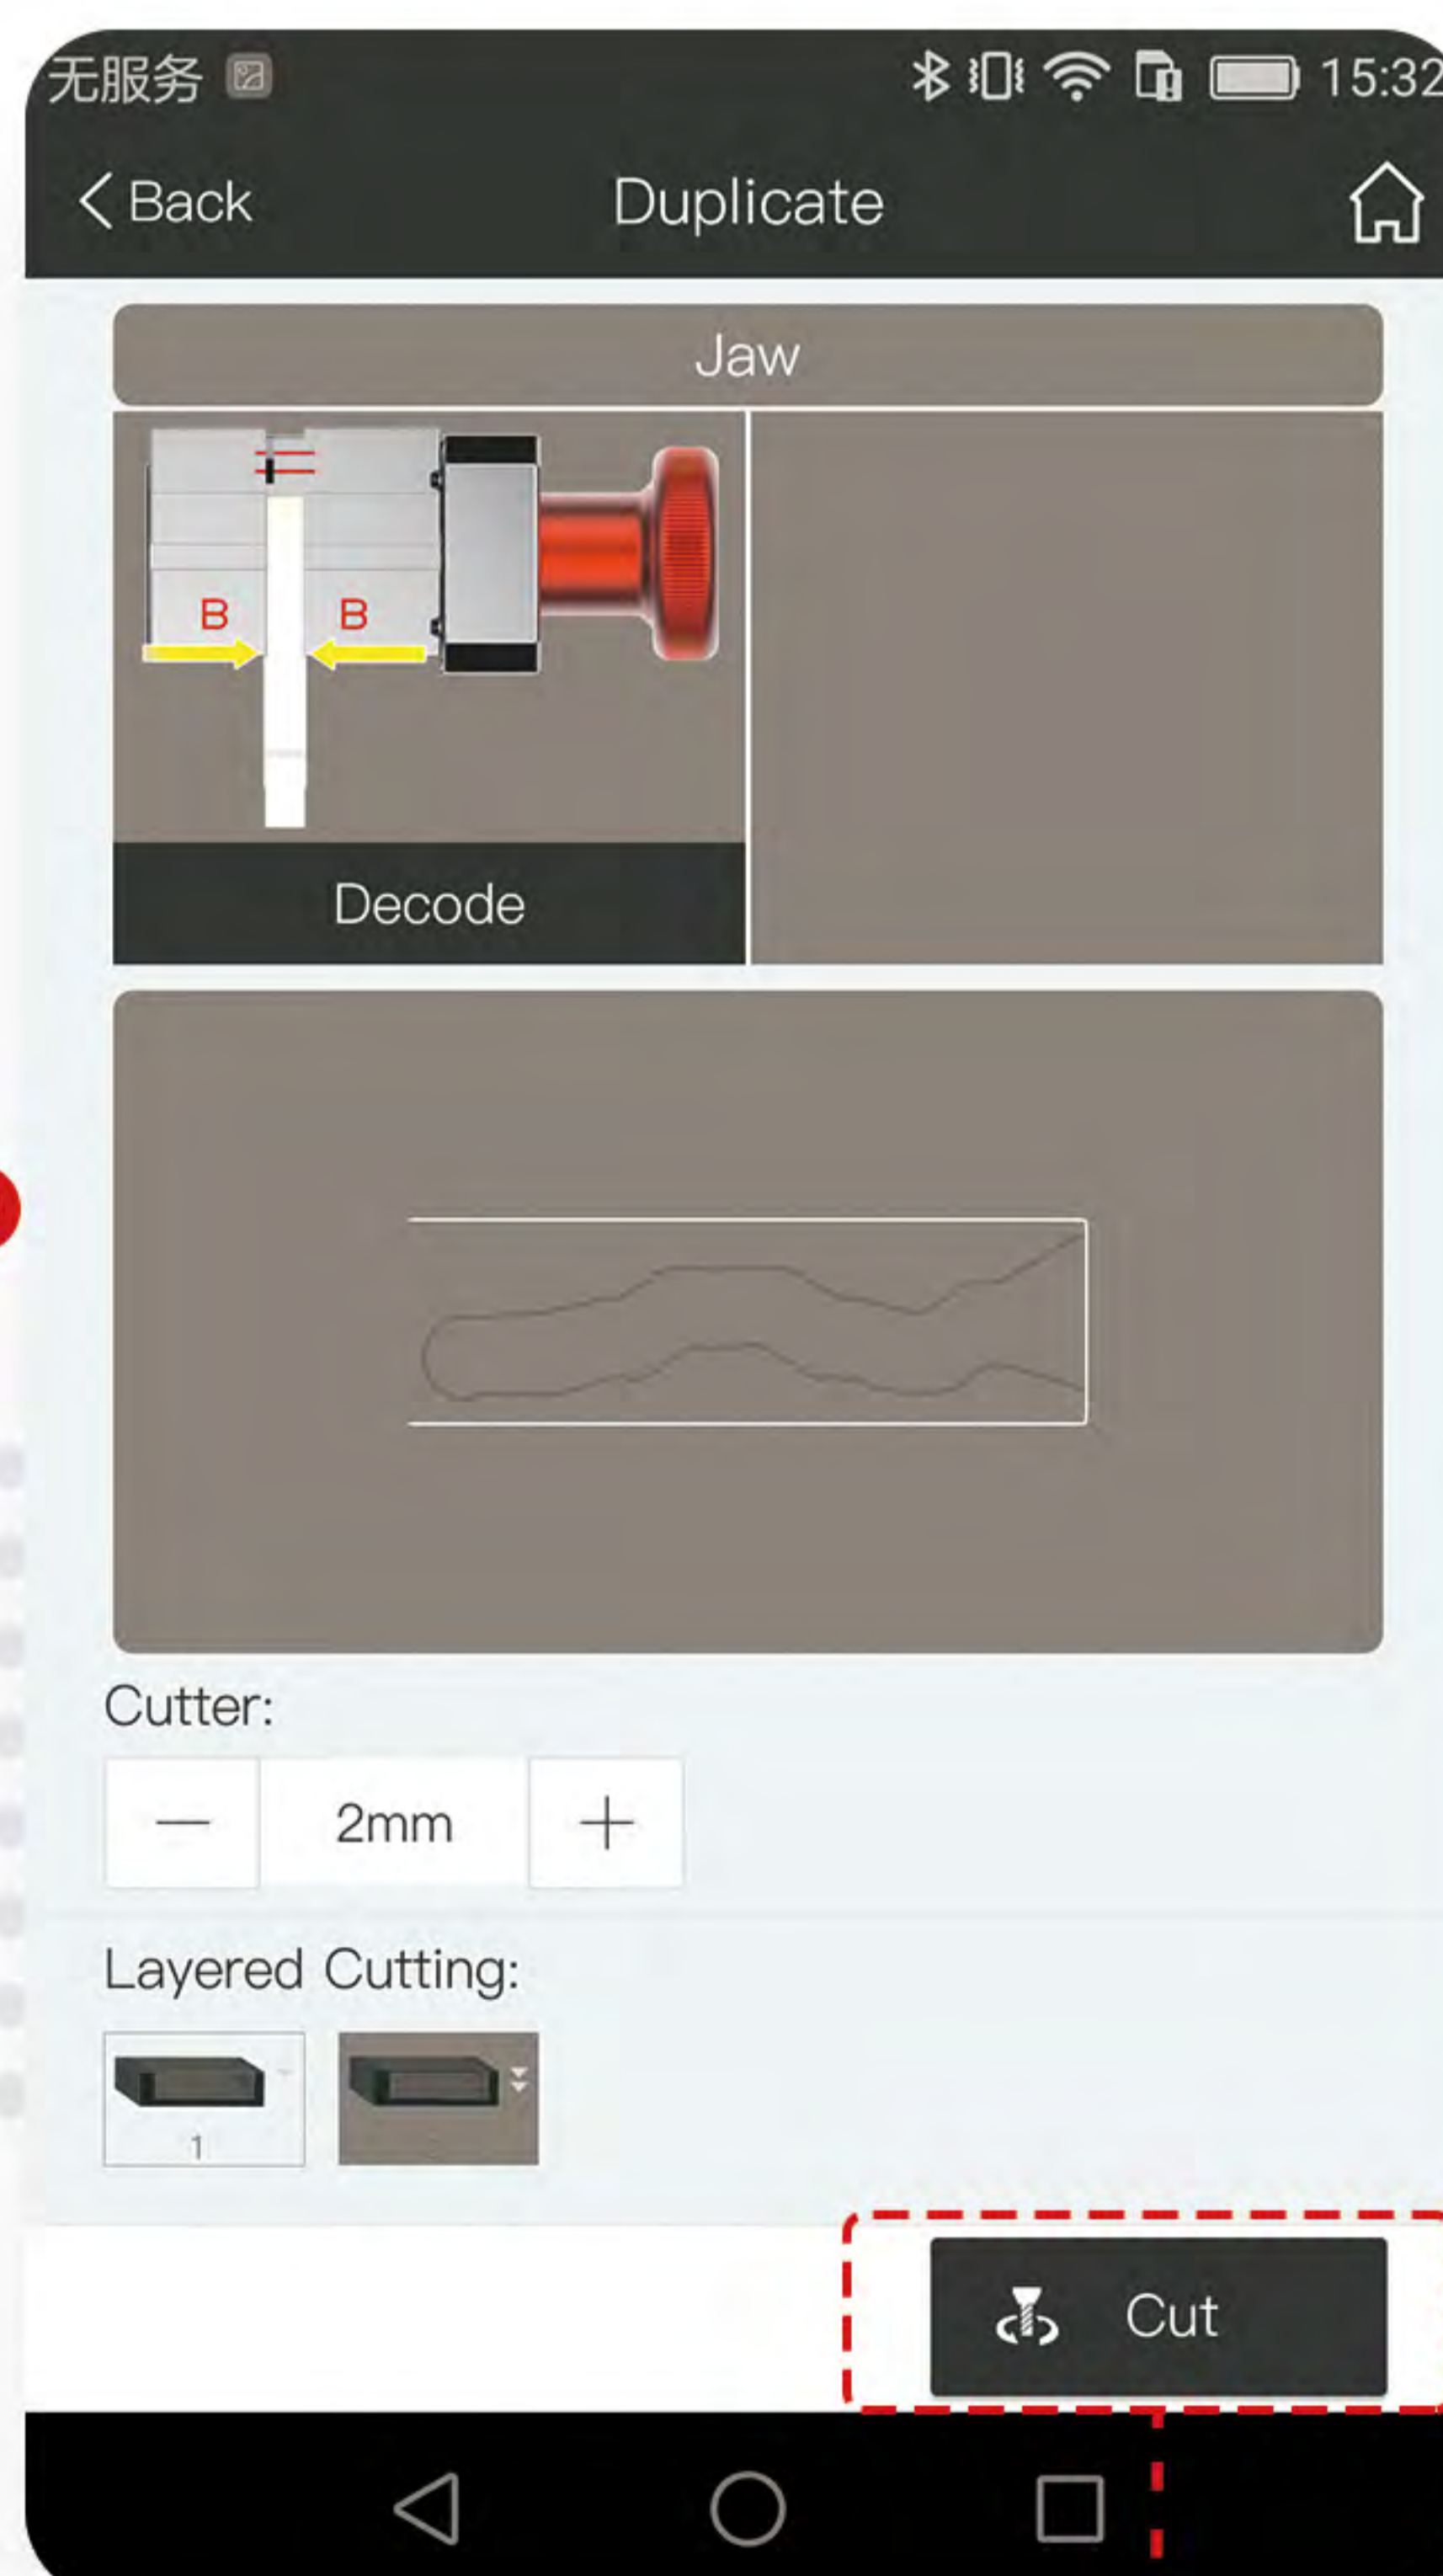 无服务 15:32
Back Duplicate
Jaw
B B
Decode
Cutter:
2mm
Layered Cutting:
1
Cut